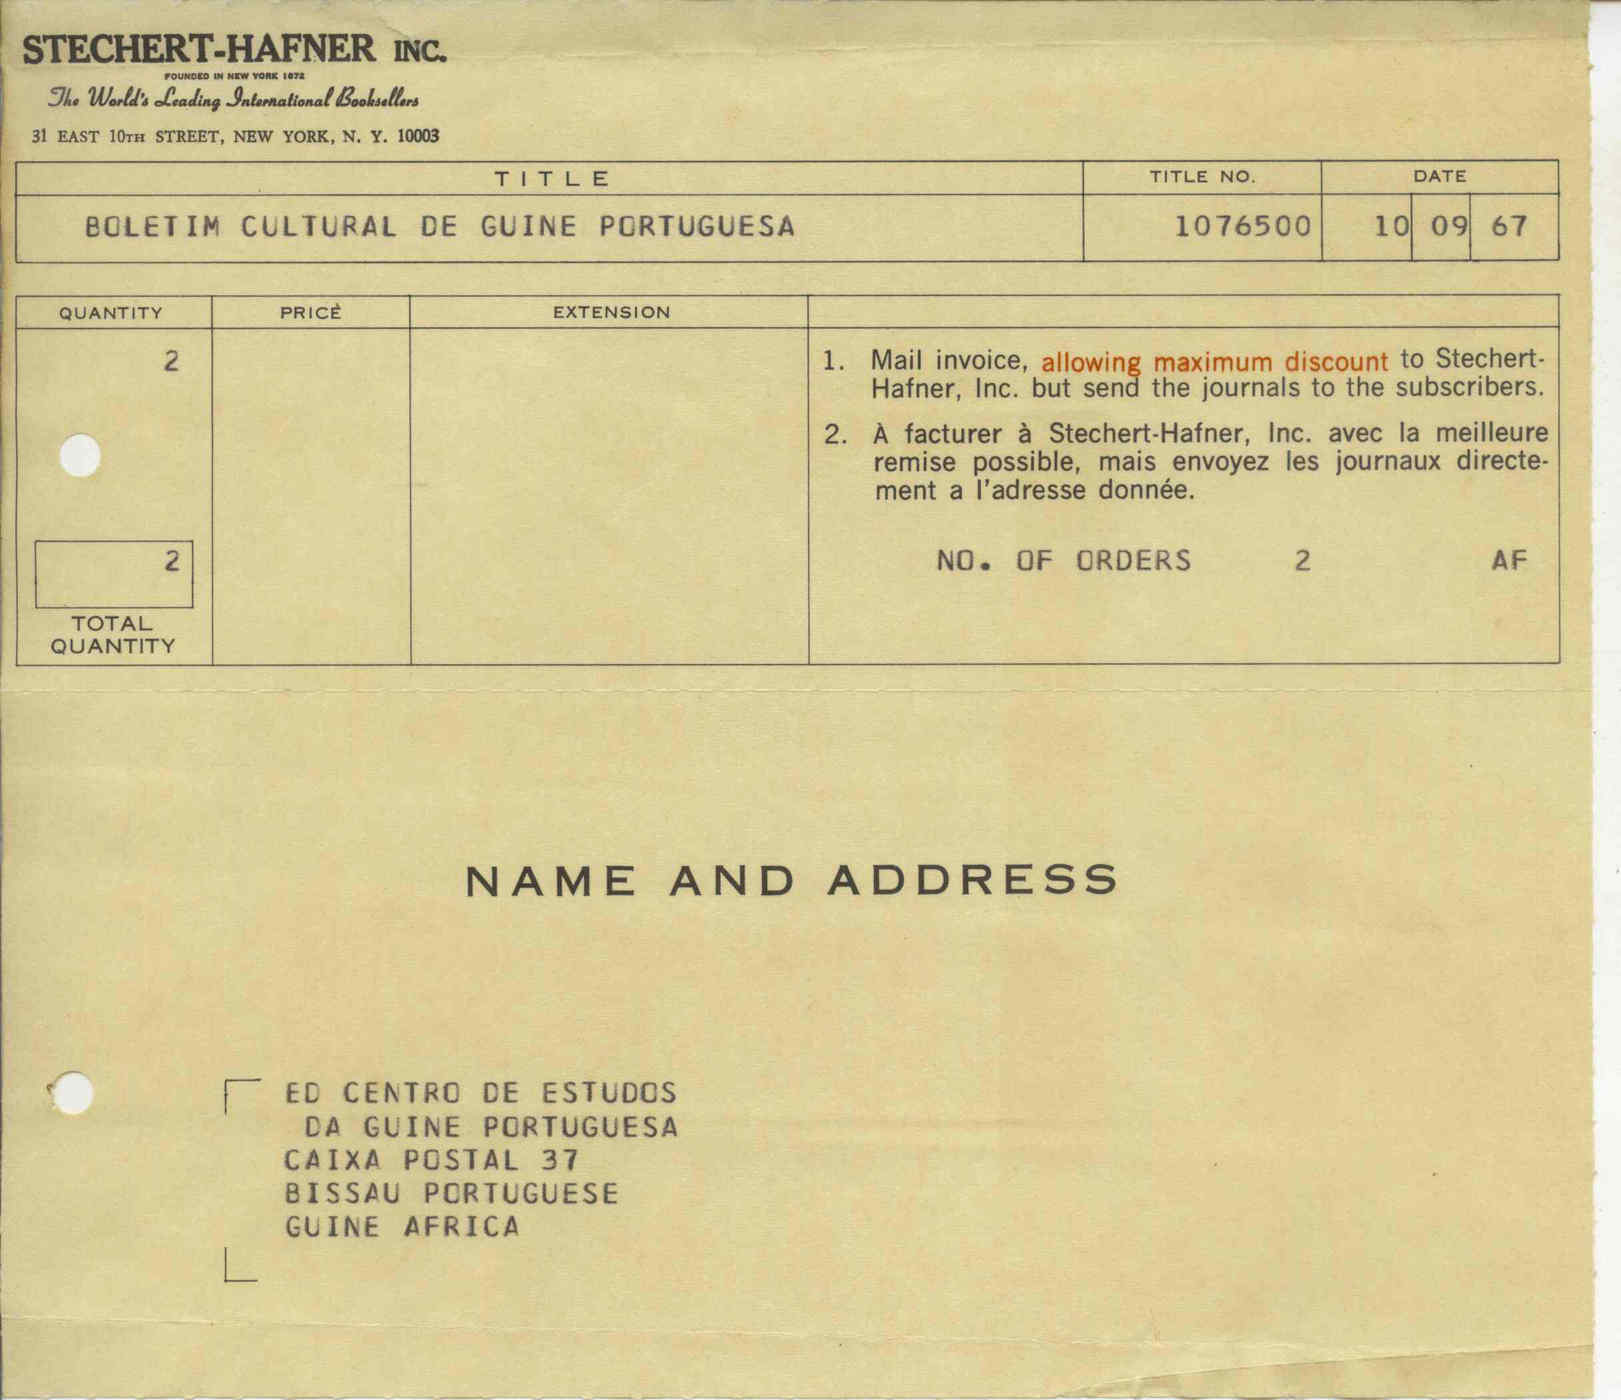 STECHERT-HAFNER INC.
FOUNDED IN NEW YORK 1872
The World's Leading International Booksellers
31 EAST 10TH STREET, NEW YORK, N. Y. 10003
TITLE TITLE NO. DATE
BOLETIM CULTURAL DE GUINE PORTUGUESA 1076500 10 09 67
QUANTITY PRICE EXTENSION
2
1. Mail invoice, allowing maximum discount to Stechert-
Hafner, Inc. but send the journals to the subscribers.
2. À facturer à Stechert-Hafner, Inc. avec la meilleure
remise possible, mais envoyez les journaux directe-
ment a l'adresse donnée.
2 NO. OF ORDERS 2 AF
TOTAL
QUANTITY
NAME AND ADDRESS
ED CENTRO DE ESTUDOS
DA GUINE PORTUGUESA
CAIXA POSTAL 37
BISSAU PORTUGUESE
GUINE AFRICA